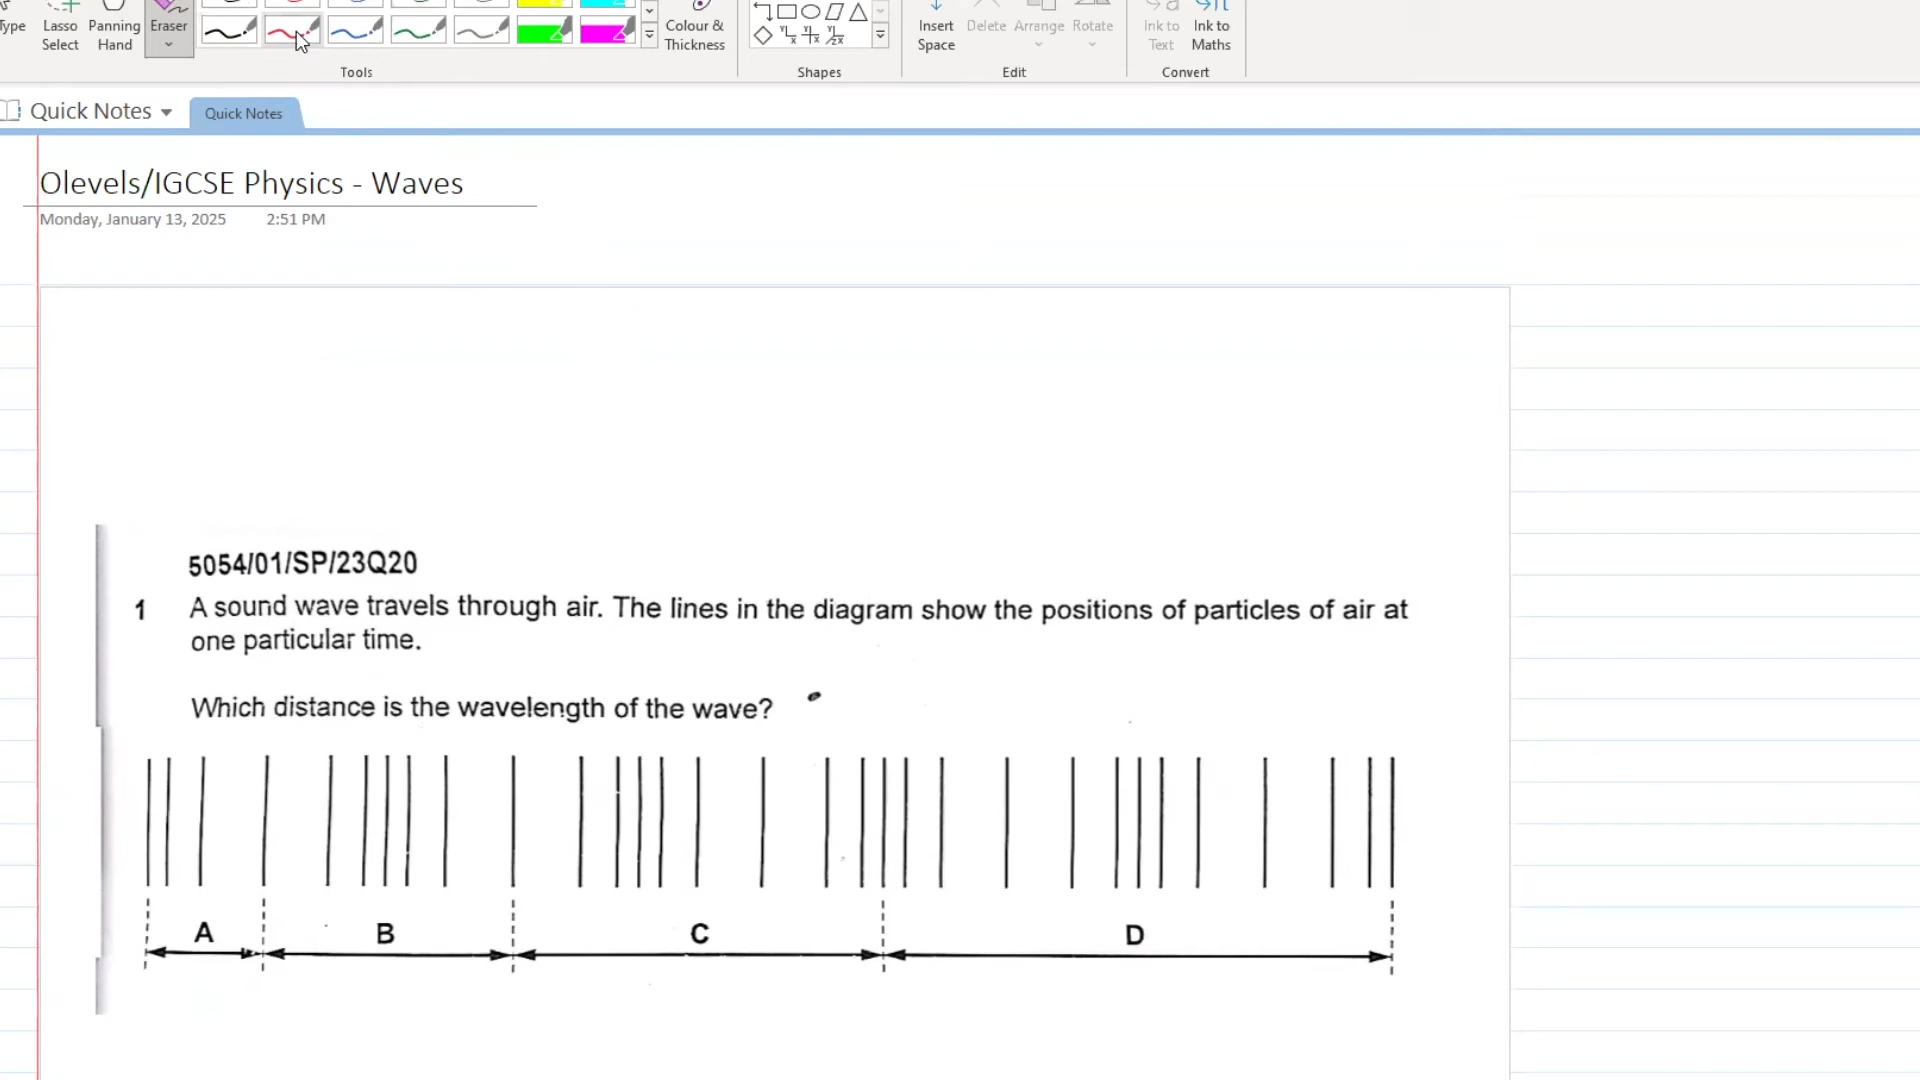 Type
Lasso Select
Panning Hand
Eraser
Colour & Thickness
Insert Space
Delete
Arrange
Rotate
Ink to Text
Ink to Maths
Tools
Shapes
Edit
Convert
Quick Notes
Quick Notes
Olevels/IGCSE Physics - Waves
Monday, January 13, 2025 2:51 PM
5054/01/SP/23Q20
1 A sound wave travels through air. The lines in the diagram show the positions of particles of air at
one particular time.
Which distance is the wavelength of the wave?
A B C D